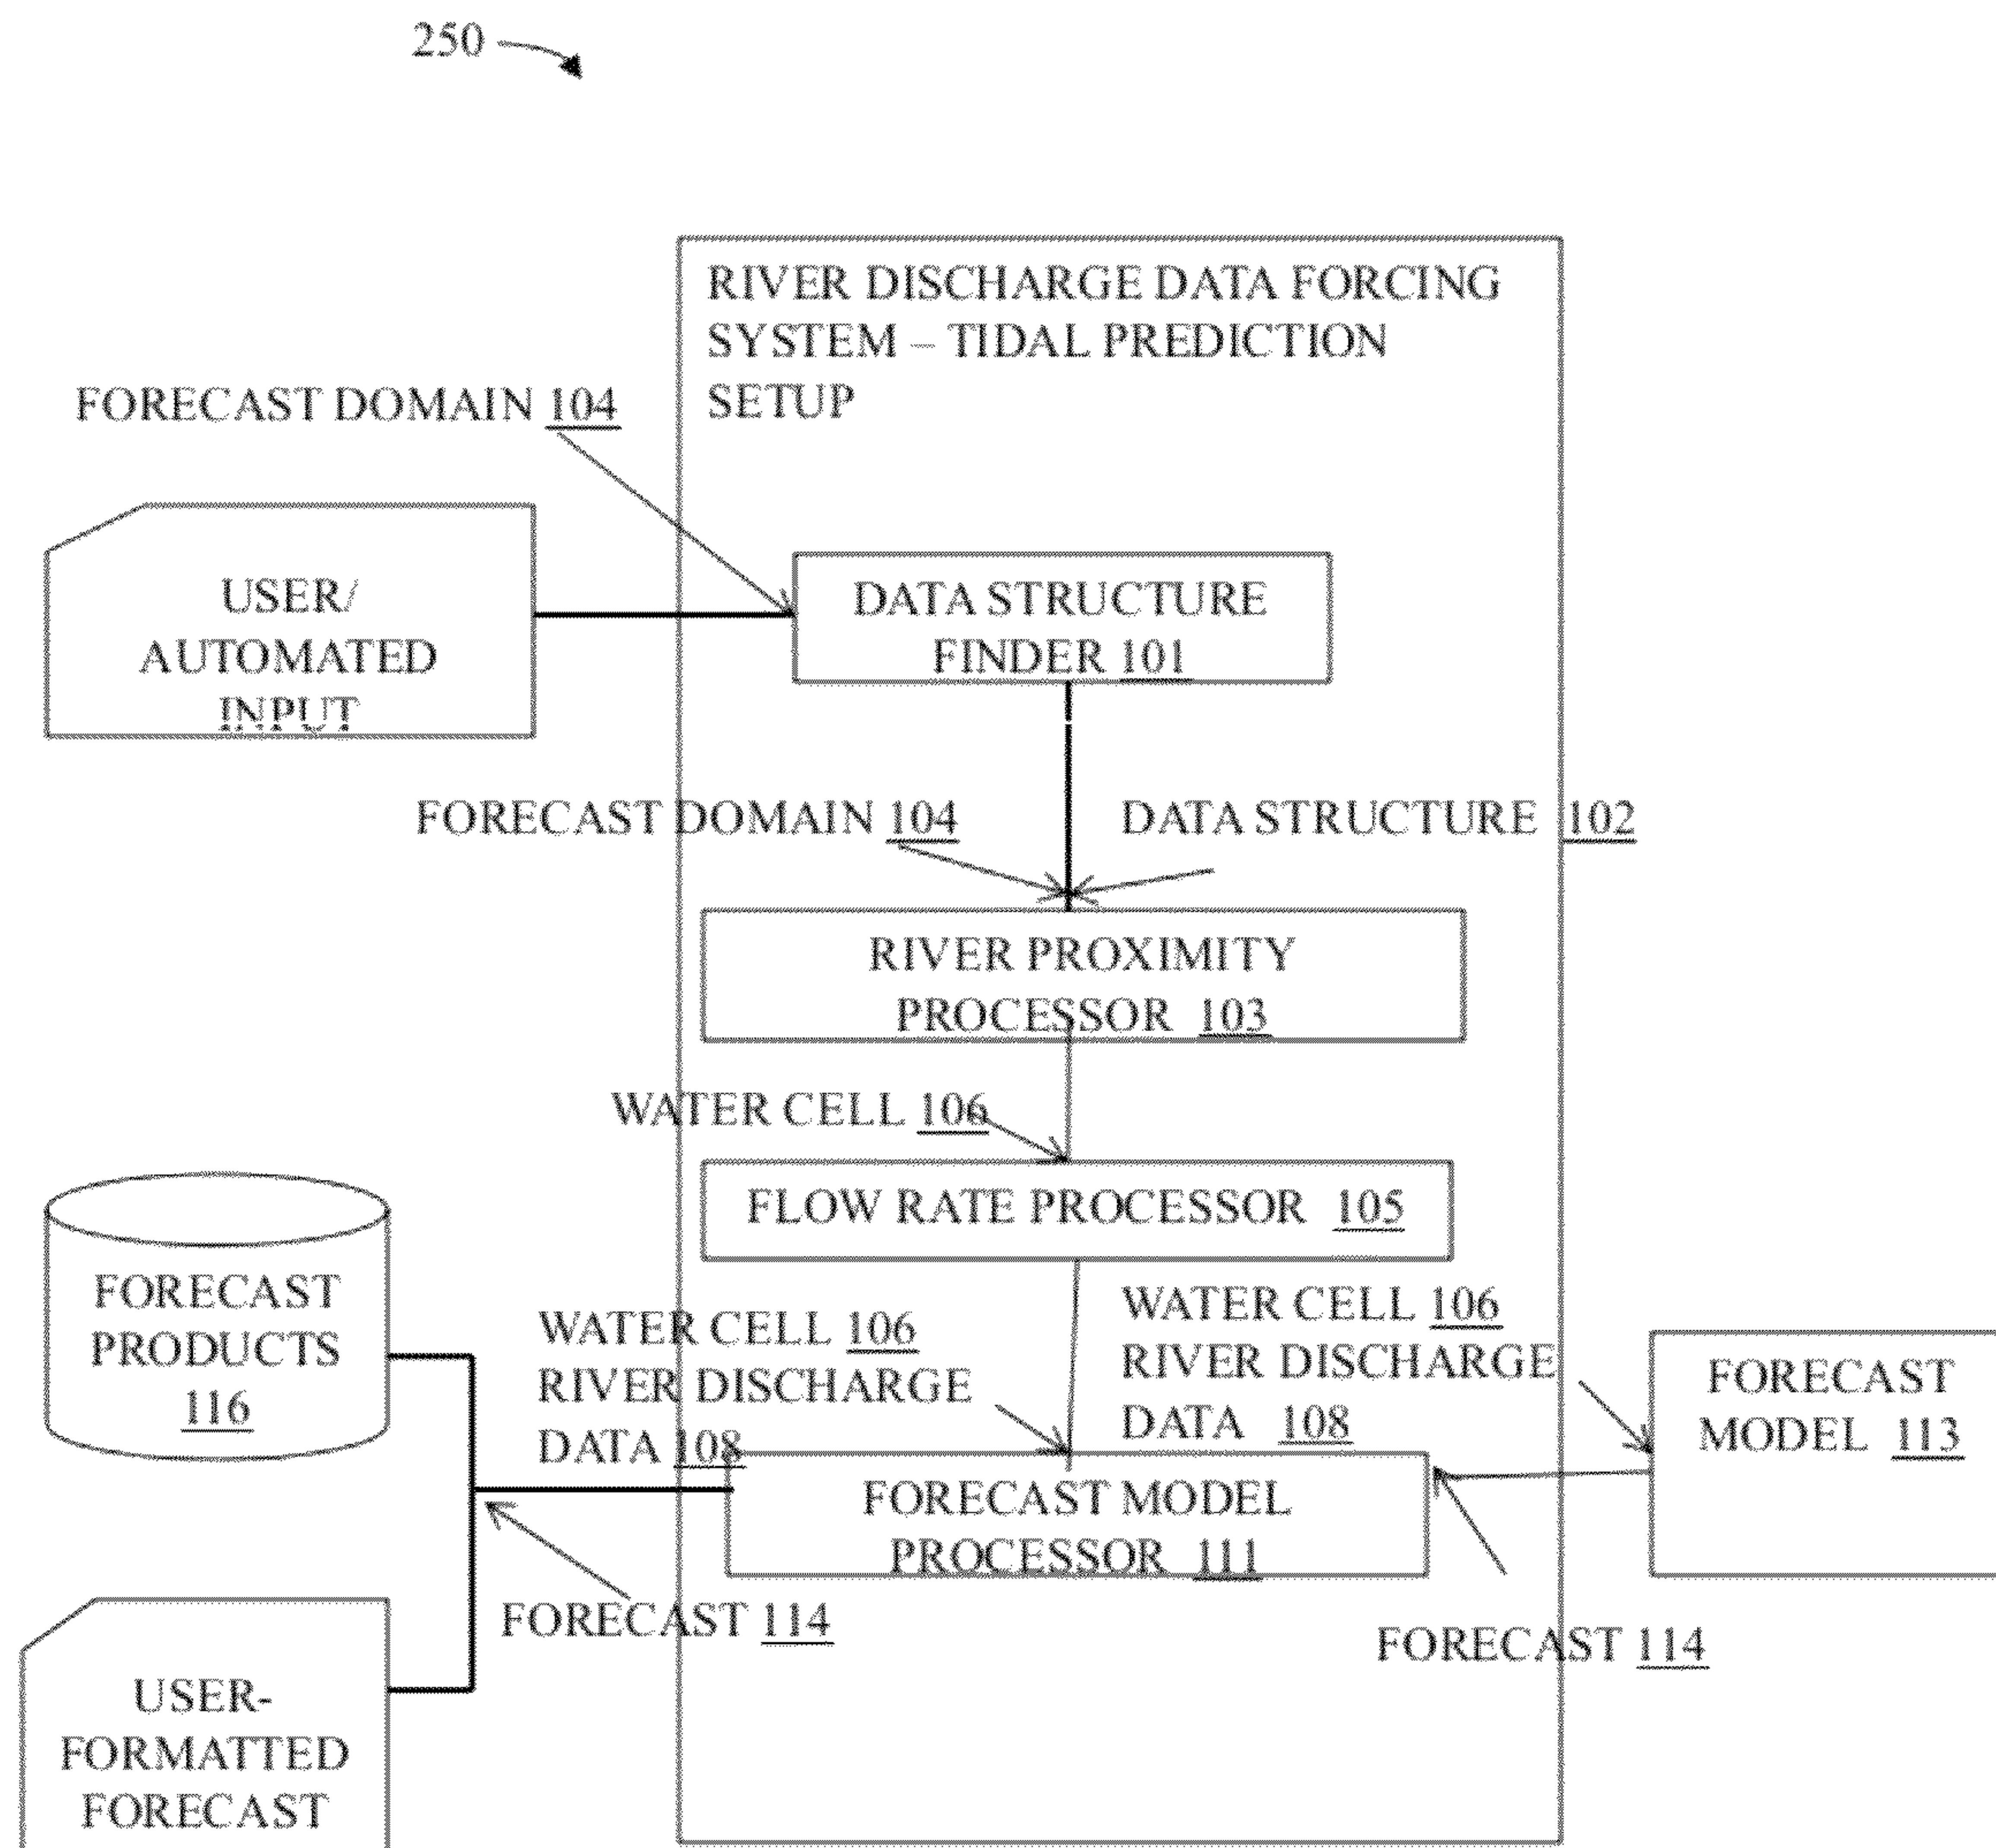 250
RIVER DISCHARGE DATA FORCING
SYSTEM – TIDAL PREDICTION
SETUP
FORECAST DOMAIN 104
USER/
AUTOMATED
INPUT
DATA STRUCTURE
FINDER 101
FORECAST DOMAIN 104
DATA STRUCTURE 102
RIVER PROXIMITY
PROCESSOR 103
WATER CELL 106
FLOW RATE PROCESSOR 105
FORECAST
PRODUCTS
116
WATER CELL 106
RIVER DISCHARGE
DATA 108
WATER CELL 106
RIVER DISCHARGE
DATA 108
FORECAST
MODEL 113
FORECAST MODEL
PROCESSOR 111
FORECAST 114
FORECAST 114
USER-
FORMATTED
FORECAST